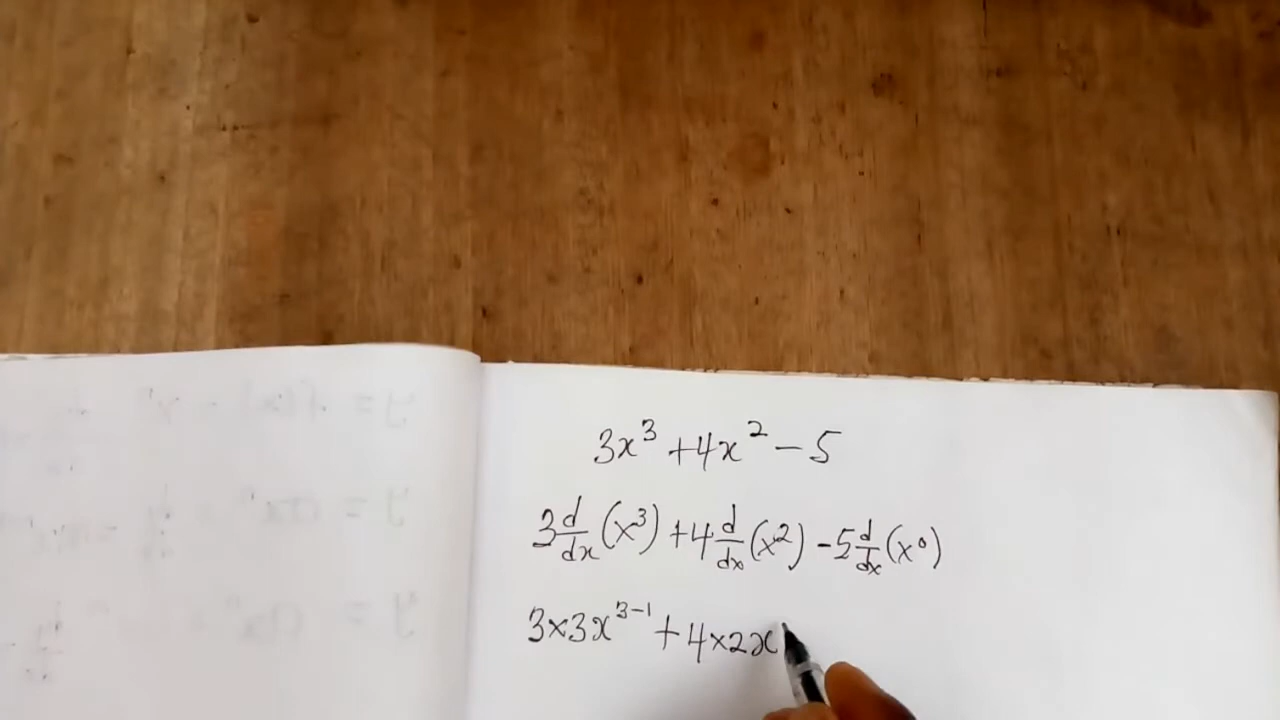 3x³ + 4x² - 5
3 d/dx (x³) + 4 d/dx (x²) - 5 d/dx (x⁰)
3×3x³⁻¹ + 4×2x